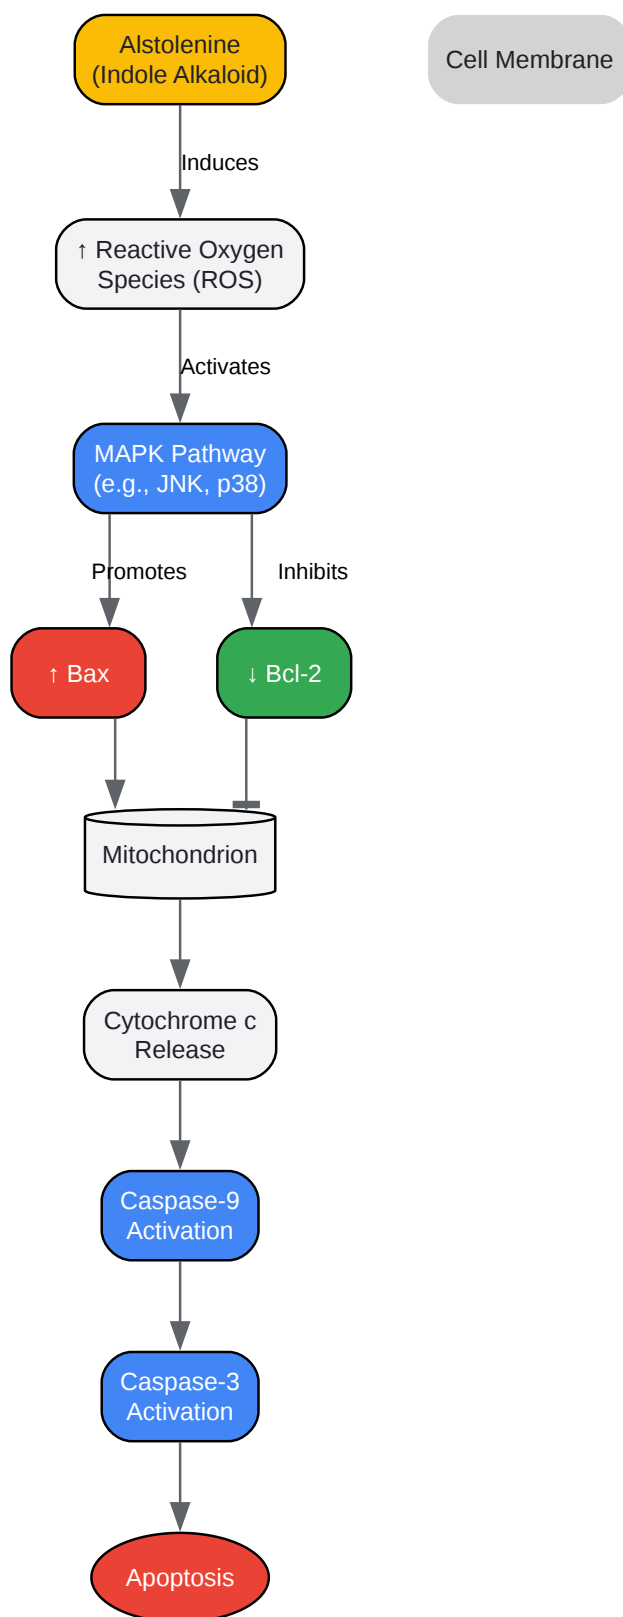 Alstolenine
(Indole Alkaloid)
Cell Membrane
Induces
↑ Reactive Oxygen
Species (ROS)
Activates
MAPK Pathway
(e.g., JNK, p38)
Promotes
Inhibits
↑ Bax
↓ Bcl-2
Mitochondrion
Cytochrome c
Release
Caspase-9
Activation
Caspase-3
Activation
Apoptosis